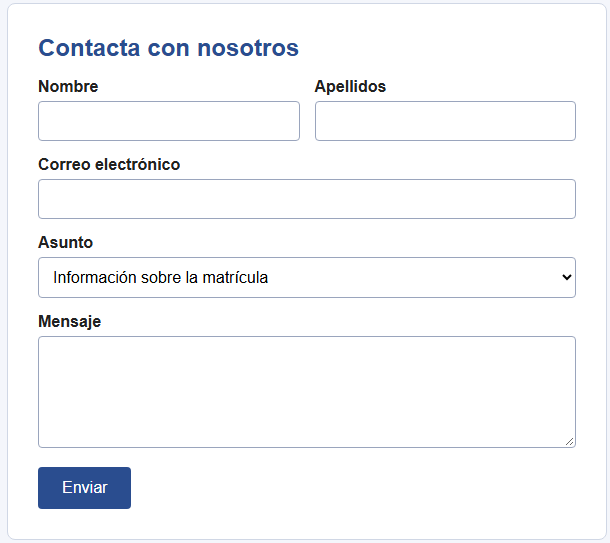 Contacta con nosotros
Nombre Apellidos
Correo electrónico
Asunto
Información sobre la matrícula
Mensaje
Enviar